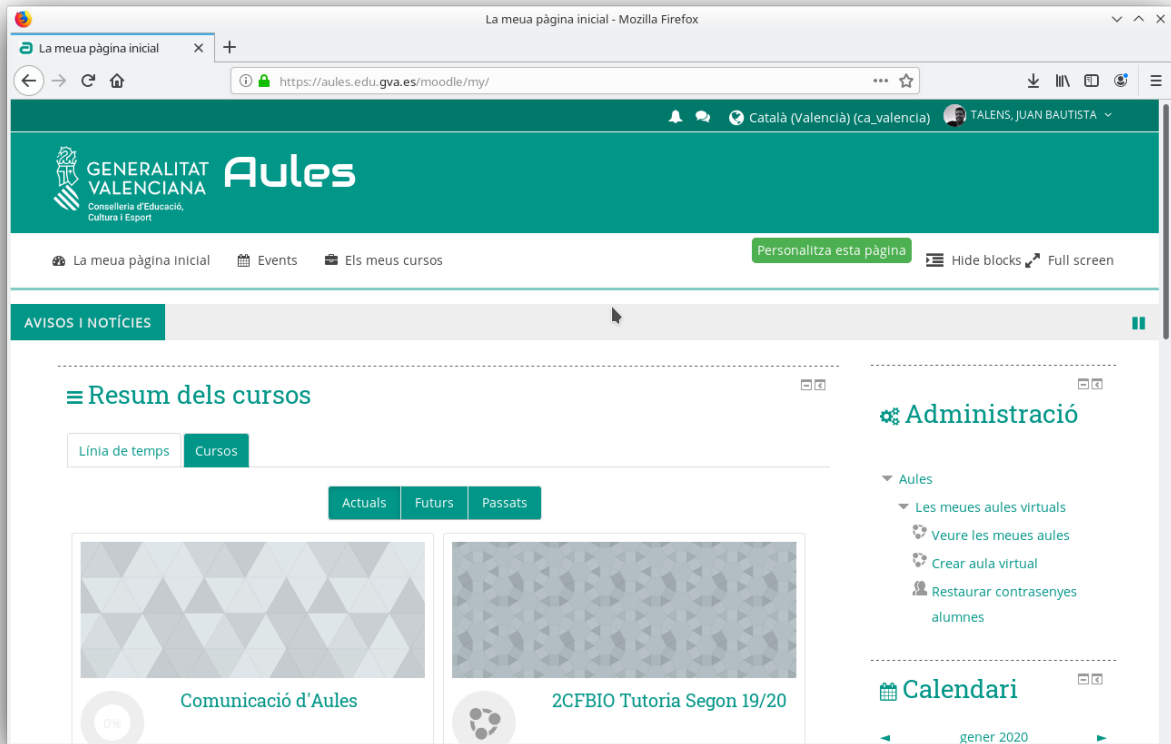 La meua pàgina inicial - Mozilla Firefox
La meua pàgina inicial
https://aules.edu.gva.es/moodle/my/
Català (Valencià) (ca_valencia)
TALENS, JUAN BAUTISTA
GENERALITAT
VALENCIANA
Conselleria d'Educació,
Cultura i Esport
Aules
La meua pàgina inicial
Events
Els meus cursos
Personalitza esta pàgina
Hide blocks
Full screen
AVISOS I NOTÍCIES
Resum dels cursos
Línia de temps
Cursos
Actuals
Futurs
Passats
Comunicació d'Aules
0%
2CFBIO Tutoria Segon 19/20
Administració
Aules
Les meues aules virtuals
Veure les meues aules
Crear aula virtual
Restaurar contrasenyes
alumnes
Calendari
gener 2020